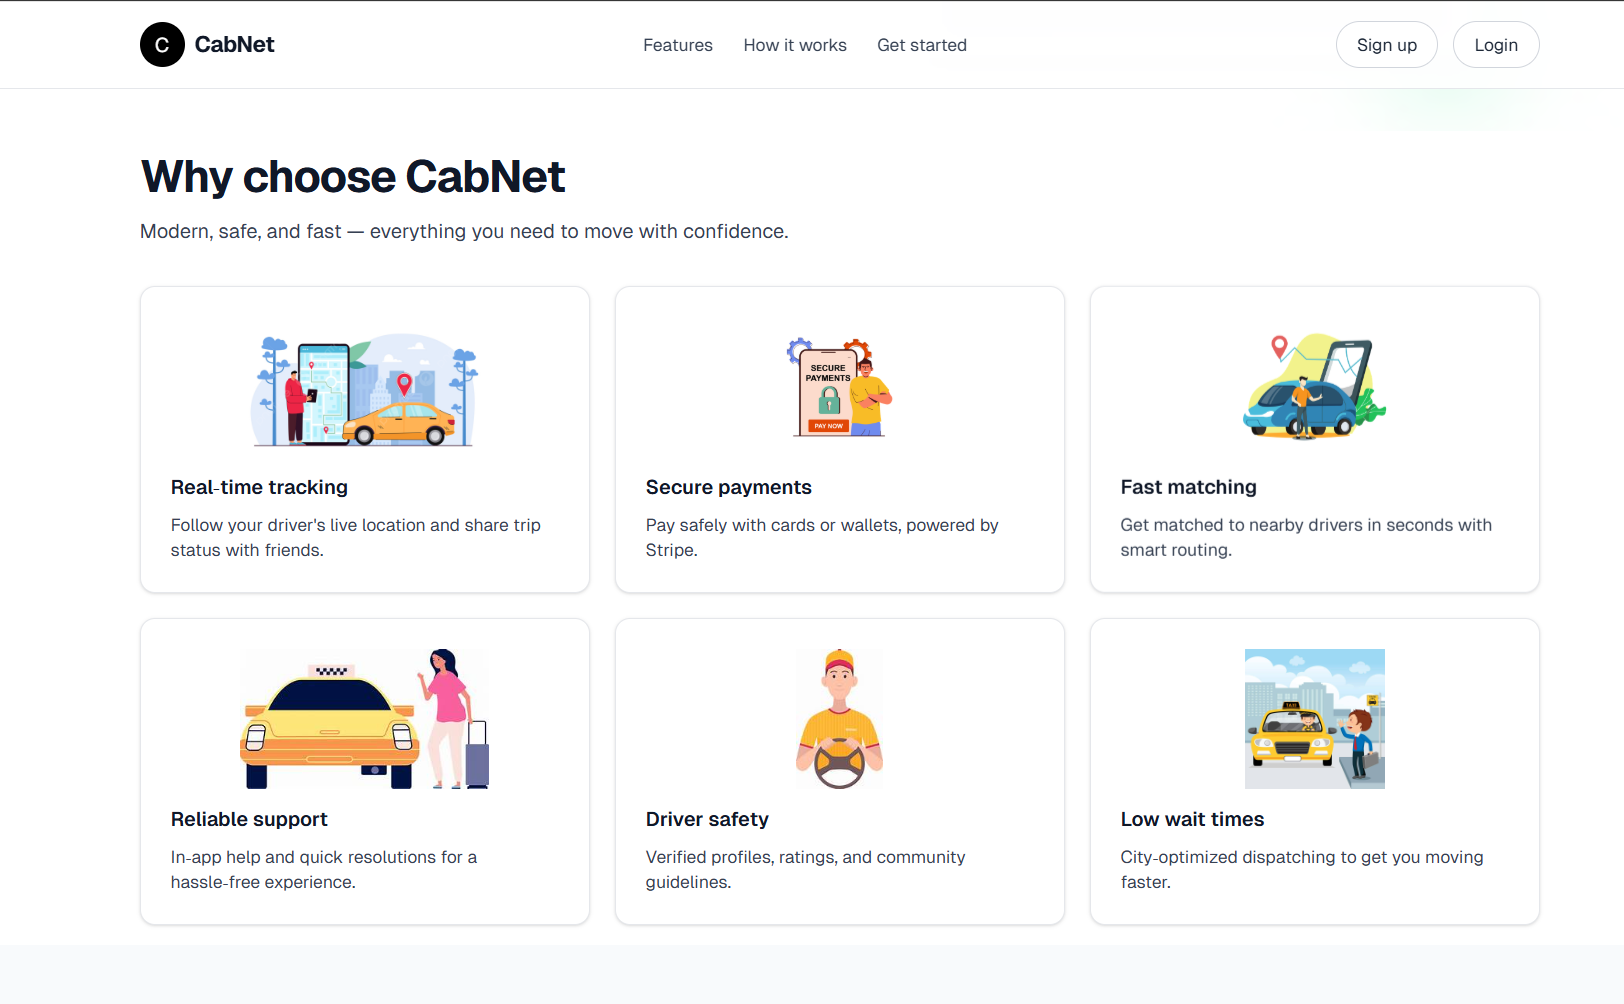 C CabNet
Features How it works Get started
Sign up Login
Why choose CabNet
Modern, safe, and fast — everything you need to move with confidence.
SECURE
PAYMENTS
PAY NOW
Real-time tracking
Follow your driver's live location and share trip
status with friends.
Secure payments
Pay safely with cards or wallets, powered by
Stripe.
Fast matching
Get matched to nearby drivers in seconds with
smart routing.
Reliable support
In-app help and quick resolutions for a
hassle-free experience.
Driver safety
Verified profiles, ratings, and community
guidelines.
TAXI
Low wait times
City-optimized dispatching to get you moving
faster.